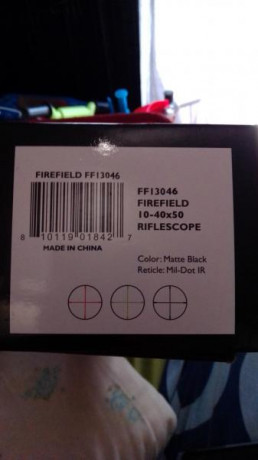 FIREFIELD FF13046
8 10119 01842 7
MADE IN CHINA
FF13046
FIREFIELD
10-40x50
RIFLESCOPE
Color: Matte Black
Reticle: Mil-Dot IR